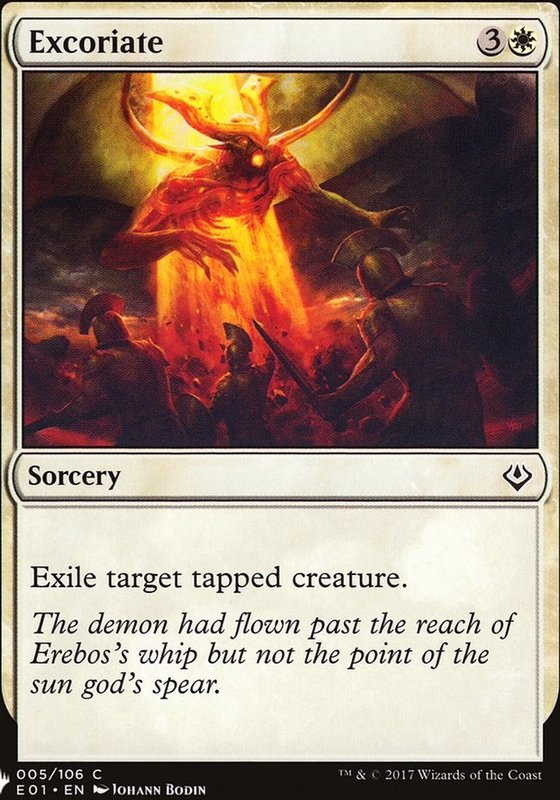 Excoriate 3
Sorcery
Exile target tapped creature.
The demon had flown past the reach of
Erebos's whip but not the point of the
sun god's spear.
005/106 C
E01 • EN Johann Bodin
™ & © 2017 Wizards of the Coast